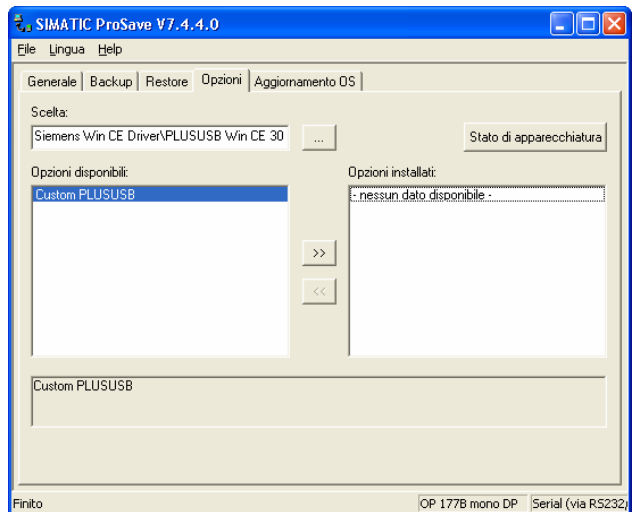 SIMATIC ProSave V7.4.4.0
File Lingua Help
Generale Backup Restore Opzioni Aggiornamento OS
Scelta:
Siemens Win CE Driver\PLUSUSB Win CE 30 ... Stato di apparecchiatura
Opzioni disponibili: Opzioni installati:
Custom PLUSUSB - nessun dato disponibile -
>>
<<
Custom PLUSUSB
Finito OP 177B mono DP Serial (via RS232/